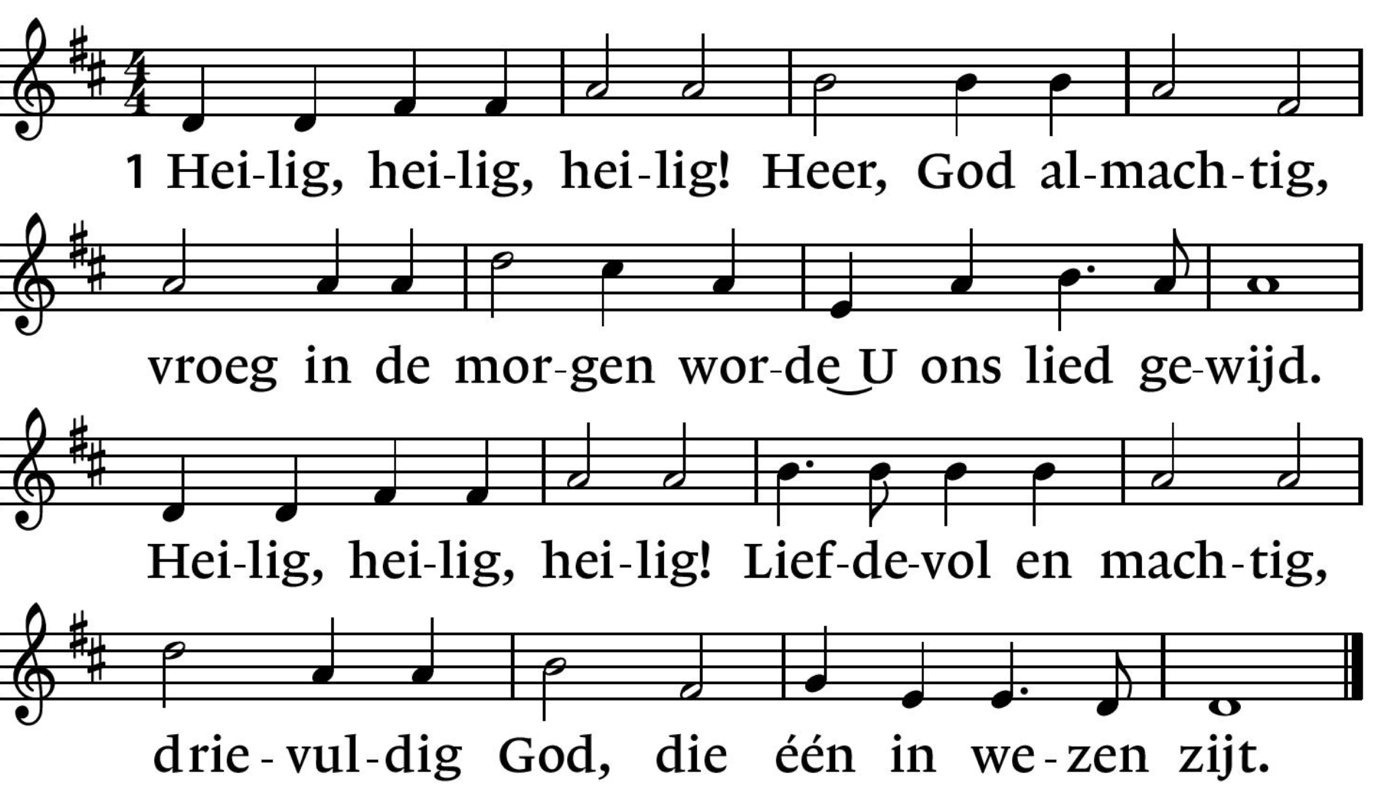 4
4
1 Hei-lig, hei-lig, hei-lig! Heer, God al-mach-tig,
vroeg in de mor-gen wor-de‿U ons lied ge-wijd.
Hei-lig, hei-lig, hei-lig! Lief-de-vol en mach-tig,
drie-vul-dig God, die één in we-zen zijt.